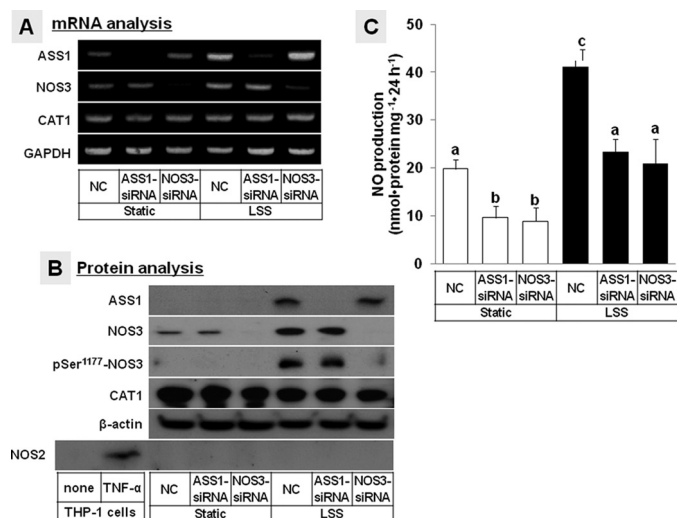 A mRNA analysis
ASS1
NOS3
CAT1
GAPDH
NC ASS1-siRNA NOS3-siRNA NC ASS1-siRNA NOS3-siRNA
Static LSS
B Protein analysis
ASS1
NOS3
pSer¹¹⁷⁷-NOS3
CAT1
β-actin
NOS2
none TNF-α NC ASS1-siRNA NOS3-siRNA NC ASS1-siRNA NOS3-siRNA
THP-1 cells Static LSS
C
NO production
(nmol•protein mg⁻¹•24 h⁻¹)
50
40
30
20
10
0
a b b c a a
NC ASS1-siRNA NOS3-siRNA NC ASS1-siRNA NOS3-siRNA
Static LSS